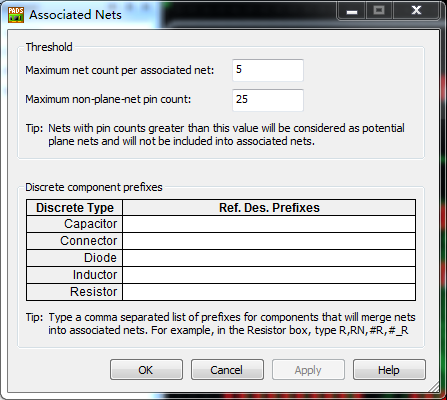 PADS
Associated Nets
Threshold
Maximum net count per associated net: 5
Maximum non-plane-net pin count: 25
Tip: Nets with pin counts greater than this value will be considered as potential
plane nets and will not be included into associated nets.
Discrete component prefixes
Discrete Type Ref. Des. Prefixes
Capacitor
Connector
Diode
Inductor
Resistor
Tip: Type a comma separated list of prefixes for components that will merge nets
into associated nets. For example, in the Resistor box, type R,RN,#R,#_R
OK Cancel Apply Help